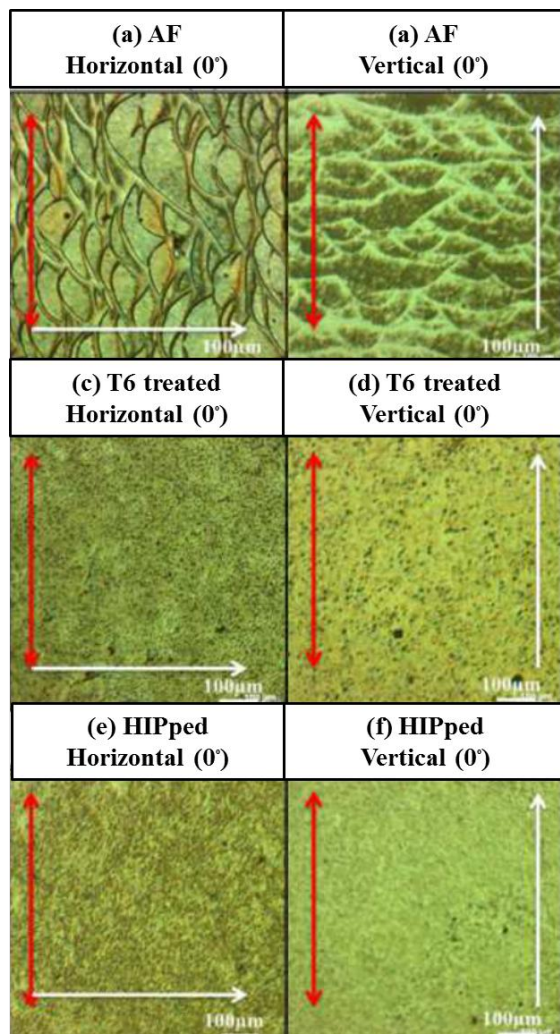 (a) AF
Horizontal (0°)
(a) AF
Vertical (0°)
100µm
100µm
(c) T6 treated
Horizontal (0°)
(d) T6 treated
Vertical (0°)
100µm
100µm
(e) HIPped
Horizontal (0°)
(f) HIPped
Vertical (0°)
100µm
100µm